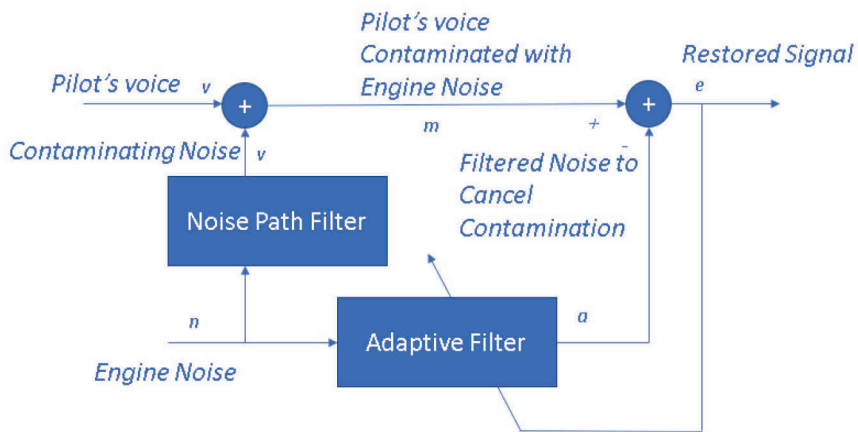 Pilot's voice
Contaminated with
Engine Noise
Restored Signal
Pilot's voice
v
+
+
e
m
+
-
Contaminating Noise
v
Filtered Noise to
Cancel
Contamination
Noise Path Filter
n
a
Adaptive Filter
Engine Noise